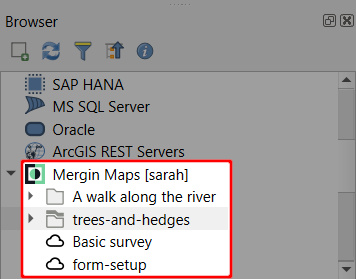 Browser
SAP HANA
MS SQL Server
Oracle
ArcGIS REST Servers
Mergin Maps [sarah]
A walk along the river
trees-and-hedges
Basic survey
form-setup